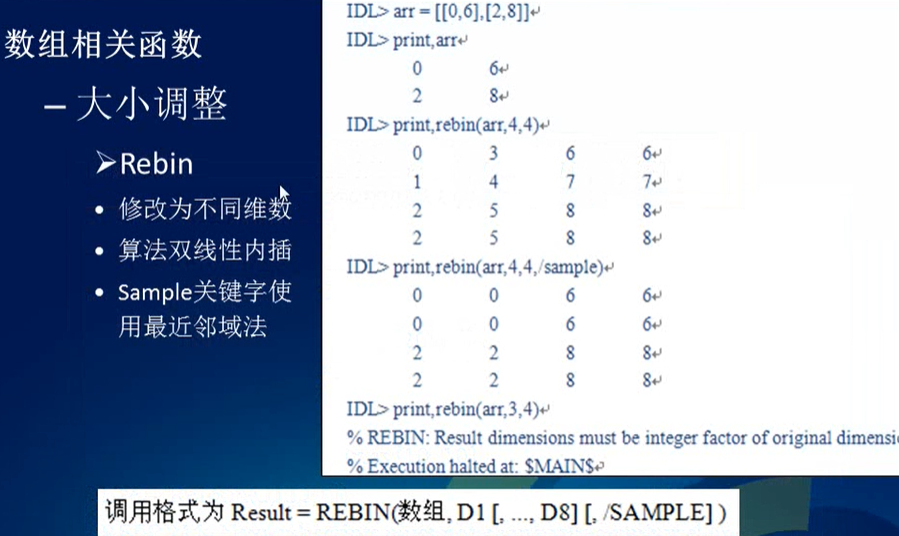 数组相关函数
– 大小调整
➢Rebin
• 修改为不同维数
• 算法双线性内插
• Sample关键字使
用最近邻域法
IDL> arr = [[0,6],[2,8]]↵
IDL> print,arr↵
0 6↵
2 8↵
IDL> print,rebin(arr,4,4)↵
0 3 6 6↵
1 4 7 7↵
2 5 8 8↵
2 5 8 8↵
IDL> print,rebin(arr,4,4,/sample)↵
0 0 6 6↵
0 0 6 6↵
2 2 8 8↵
2 2 8 8↵
IDL> print,rebin(arr,3,4)↵
% REBIN: Result dimensions must be integer factor of original dimensi
% Execution halted at: $MAIN$↵
调用格式为 Result = REBIN(数组, D1 [, ..., D8] [, /SAMPLE] )